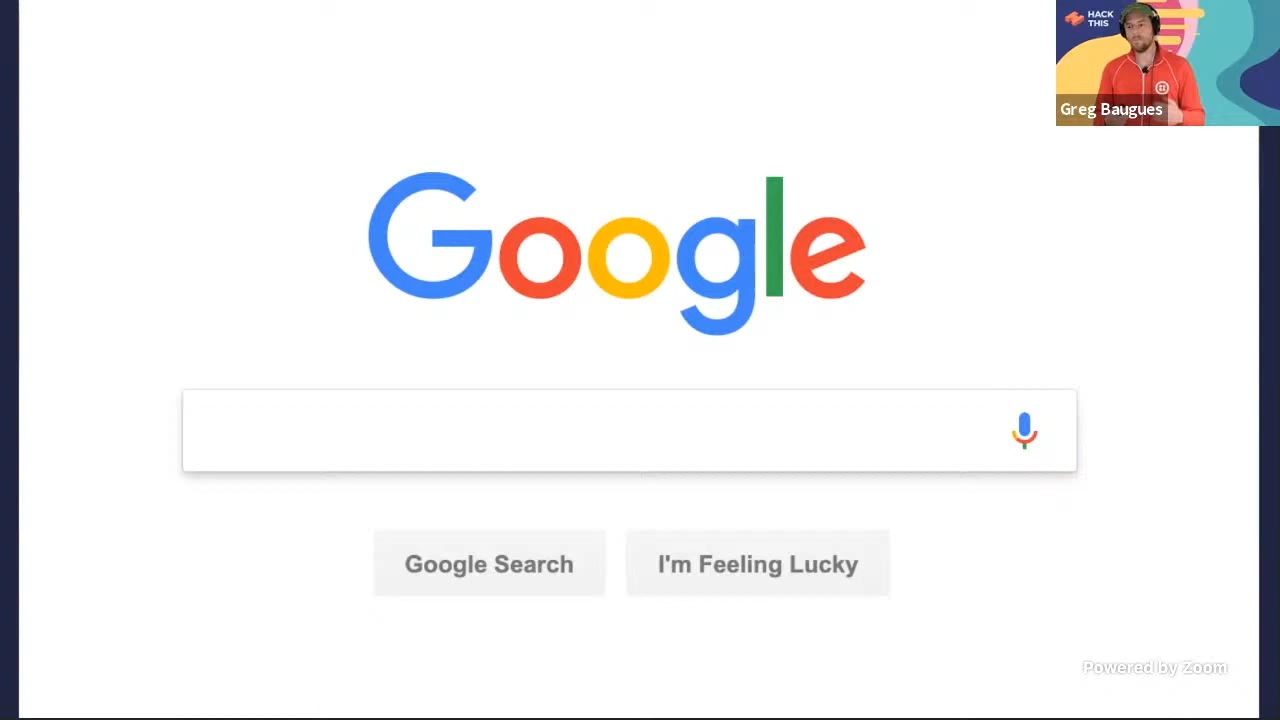 HACK
THIS
Greg Baugues
Google
Google Search
I'm Feeling Lucky
Powered by Zoom